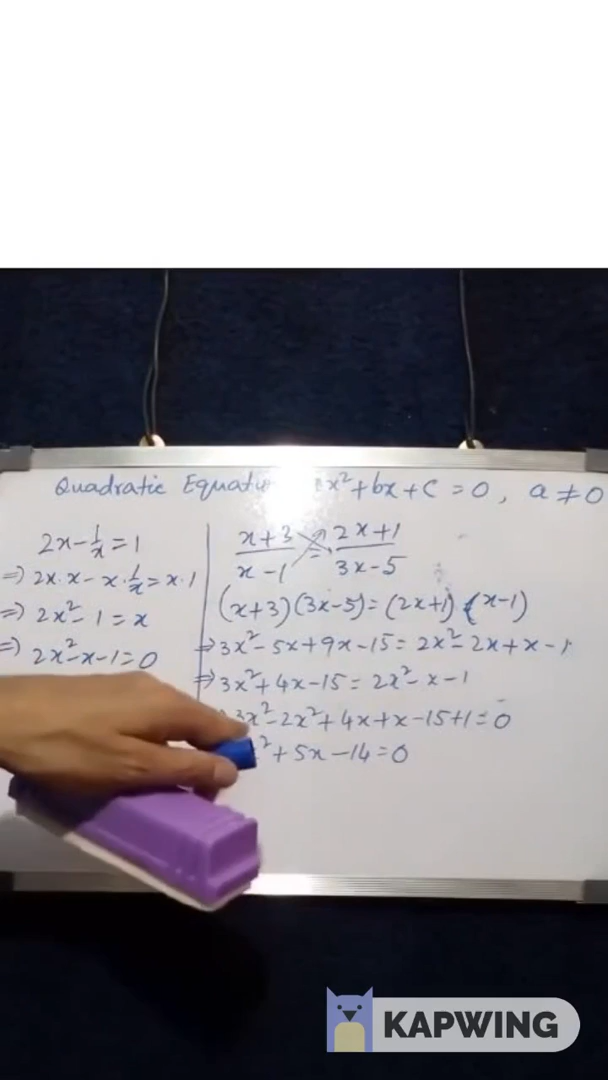 Quadratic Equatio x²+bx+c=0, a≠0
2x-1/x=1
⇒ 2x·x-x·1/x=x·1
⇒ 2x²-1=x
⇒ 2x²-x-1=0
x+3/x-1 = 2x+1/3x-5
(x+3)(3x-5)=(2x+1)(x-1)
⇒3x²-5x+9x-15=2x²-2x+x-1
⇒3x²+4x-15=2x²-x-1
3x²-2x²+4x+x-15+1=0
²+5x-14=0
KAPWING